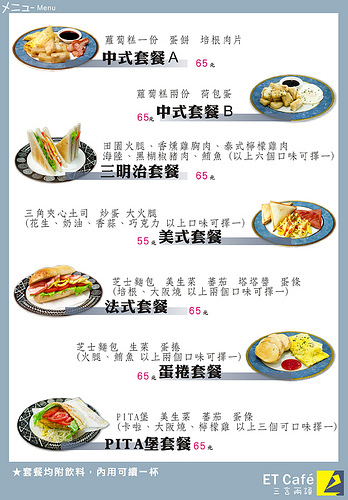 メニュー Menu
蘿蔔糕一份 蛋餅 培根肉片
中式套餐A 65元
蘿蔔糕兩份 荷包蛋
65元 中式套餐B
田園火腿、香燻雞胸肉、泰式檸檬雞肉
海陸、黑椒豬肉、鮪魚 (以上六個口味可擇一)
三明治套餐 65元
三角夾心土司 炒蛋 大火腿
(花生、奶油、香蒜、巧克力 以上口味可擇一)
55元 美式套餐
芝士麵包 美生菜 蕃茄 塔塔醬 蛋條
(培根、大阪燒 以上兩個口味可擇一)
法式套餐 65元
芝士麵包 生菜 蛋捲
(火腿、鮪魚 以上兩個口味可擇一)
65元 蛋捲套餐
PITA堡 美生菜 蕃茄 蛋條
(卡啦、大阪燒、檸檬雞 以上三個可口擇一)
PITA堡套餐 65元
★套餐均附飲料，內用可續一杯
ET Café
三言兩語